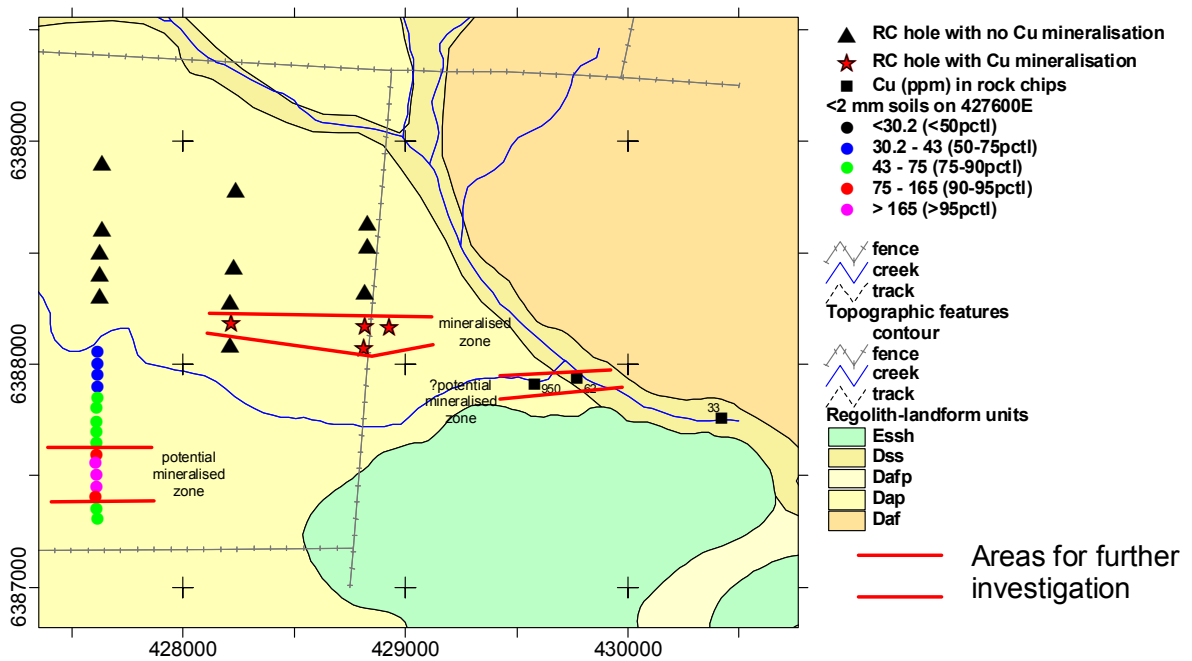 6389000
6388000
6387000
428000
429000
430000
mineralised
zone
?potential
mineralised
zone
950
62
33
potential
mineralised
zone
RC hole with no Cu mineralisation
RC hole with Cu mineralisation
Cu (ppm) in rock chips
<2 mm soils on 427600E
<30.2 (<50pctl)
30.2 - 43 (50-75pctl)
43 - 75 (75-90pctl)
75 - 165 (90-95pctl)
> 165 (>95pctl)
fence
creek
track
Topographic features
contour
fence
creek
track
Regolith-landform units
Essh
Dss
Dafp
Dap
Daf
Areas for further
investigation